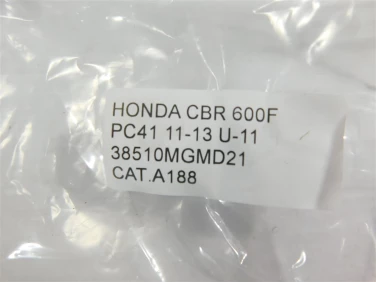 HONDA CBR 600F
PC41 11-13 U-11
38510MGMD21
CAT.A188